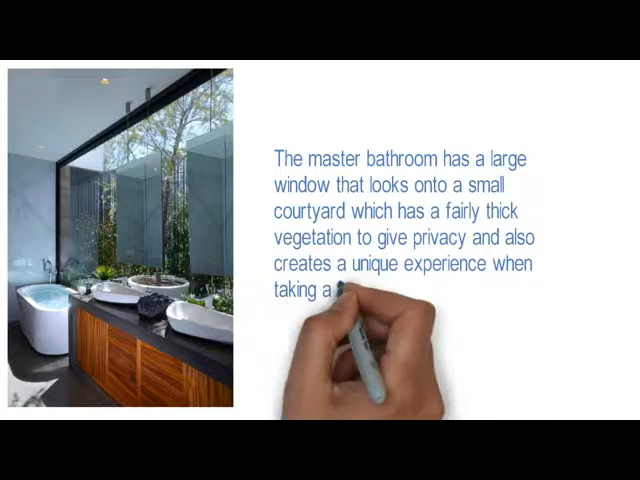 The master bathroom has a large
window that looks onto a small
courtyard which has a fairly thick
vegetation to give privacy and also
creates a unique experience when
taking a